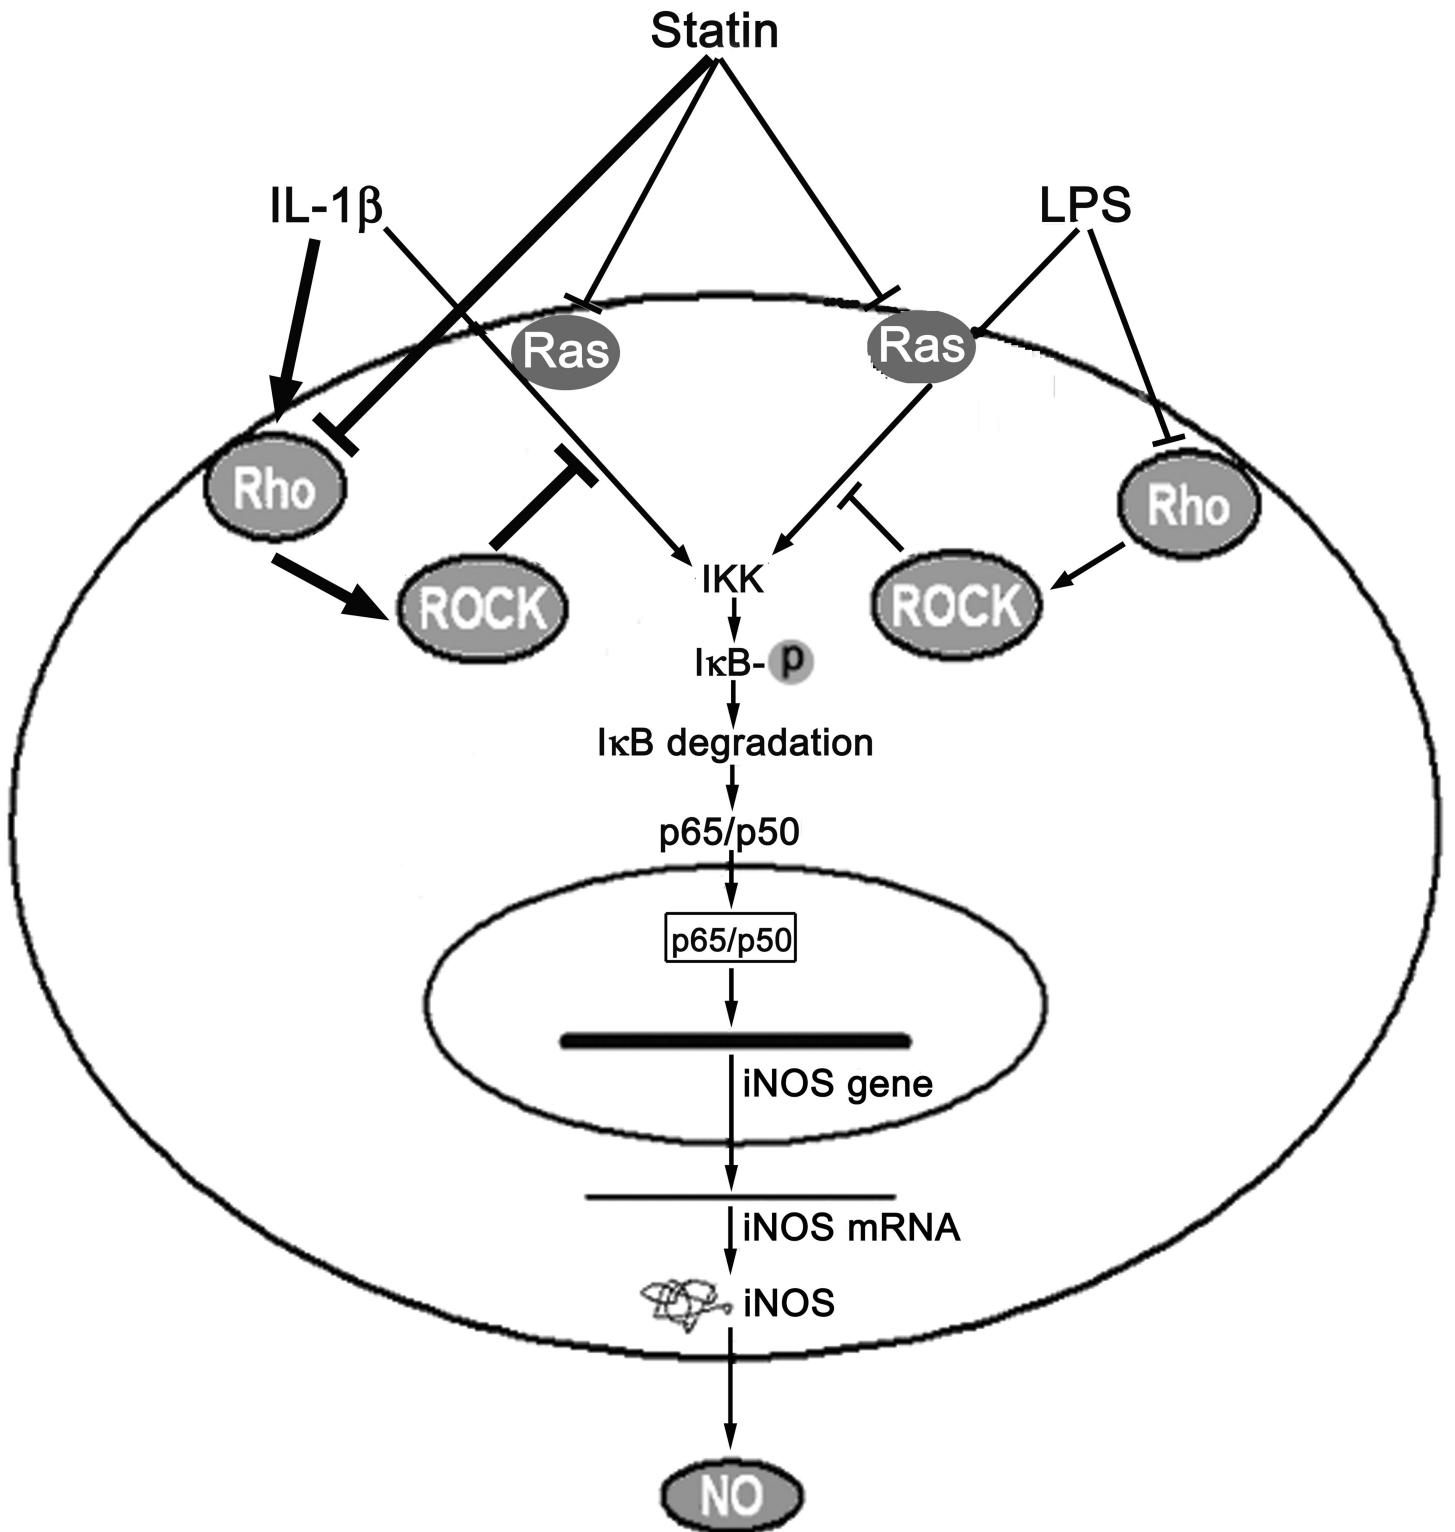 Statin
IL-1β
LPS
Ras
Ras
Rho
Rho
IKK
ROCK
ROCK
IκB- p
IκB degradation
p65/p50
p65/p50
iNOS gene
iNOS mRNA
iNOS
NO